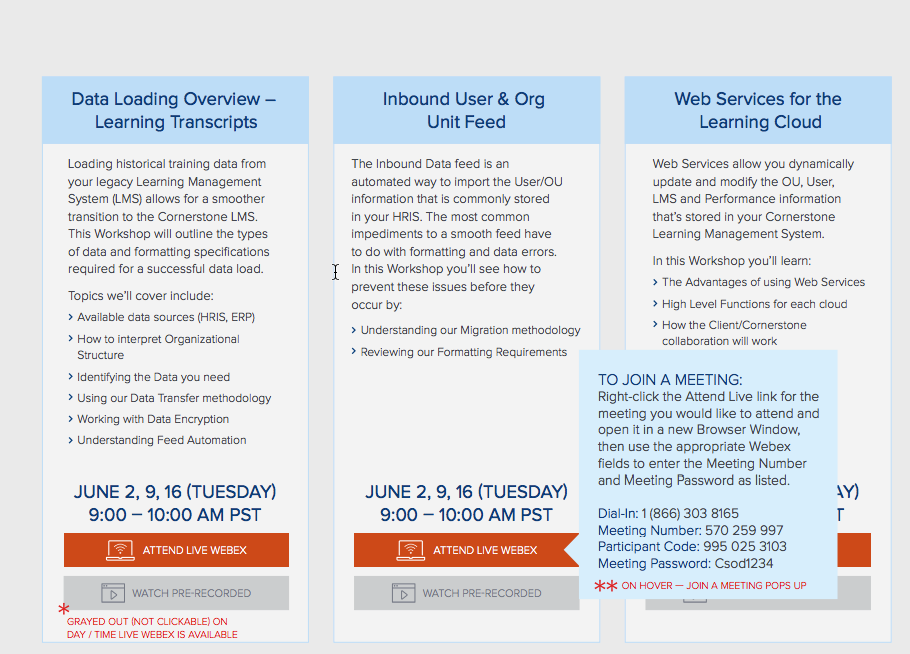 Data Loading Overview –
Learning Transcripts
Loading historical training data from
your legacy Learning Management
System (LMS) allows for a smoother
transition to the Cornerstone LMS.
This Workshop will outline the types
of data and formatting specifications
required for a successful data load.
Topics we'll cover include:
› Available data sources (HRIS, ERP)
› How to interpret Organizational
Structure
› Identifying the Data you need
› Using our Data Transfer methodology
› Working with Data Encryption
› Understanding Feed Automation
JUNE 2, 9, 16 (TUESDAY)
9:00 – 10:00 AM PST
ATTEND LIVE WEBEX
WATCH PRE-RECORDED
* GRAYED OUT (NOT CLICKABLE) ON
DAY / TIME LIVE WEBEX IS AVAILABLE
Inbound User & Org
Unit Feed
The Inbound Data feed is an
automated way to import the User/OU
information that is commonly stored
in your HRIS. The most common
impediments to a smooth feed have
to do with formatting and data errors.
In this Workshop you'll see how to
prevent these issues before they
occur by:
› Understanding our Migration methodology
› Reviewing our Formatting Requirements
JUNE 2, 9, 16 (TUESDAY)
9:00 – 10:00 AM PST
ATTEND LIVE WEBEX
WATCH PRE-RECORDED
Web Services for the
Learning Cloud
Web Services allow you dynamically
update and modify the OU, User,
LMS and Performance information
that's stored in your Cornerstone
Learning Management System.
In this Workshop you'll learn:
› The Advantages of using Web Services
› High Level Functions for each cloud
› How the Client/Cornerstone
collaboration will work
AY)
T
TO JOIN A MEETING:
Right-click the Attend Live link for the
meeting you would like to attend and
open it in a new Browser Window,
then use the appropriate Webex
fields to enter the Meeting Number
and Meeting Password as listed.
Dial-In: 1 (866) 303 8165
Meeting Number: 570 259 997
Participant Code: 995 025 3103
Meeting Password: Csod1234
** ON HOVER — JOIN A MEETING POPS UP